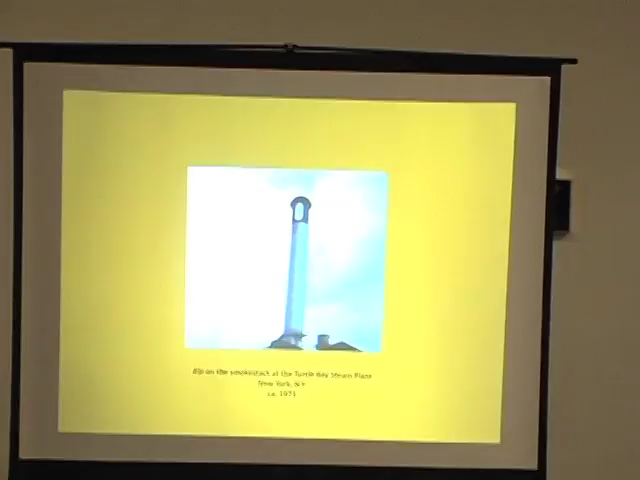 on the smokestack at the Turtle Bay Steam Plant
New York, N.Y.
ca. 1971